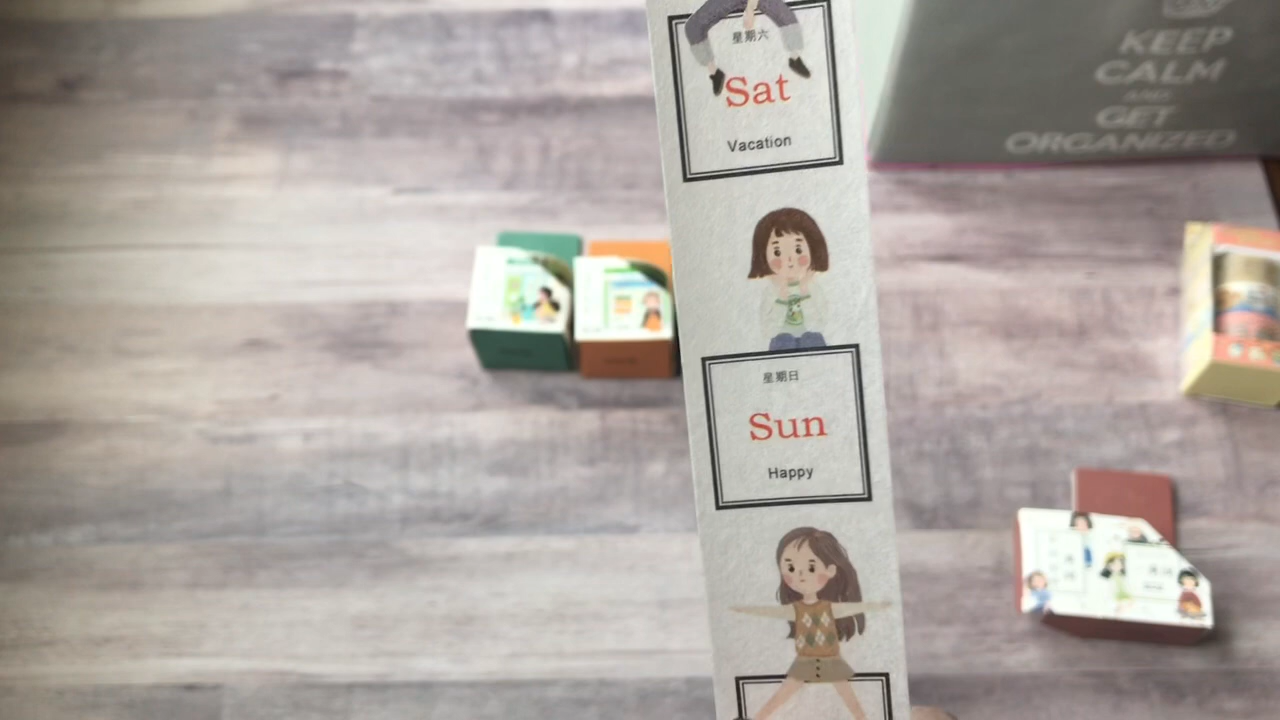 星期六
Sat
Vacation
星期日
Sun
Happy
KEEP
CALM
AND
GET
ORGANIZED